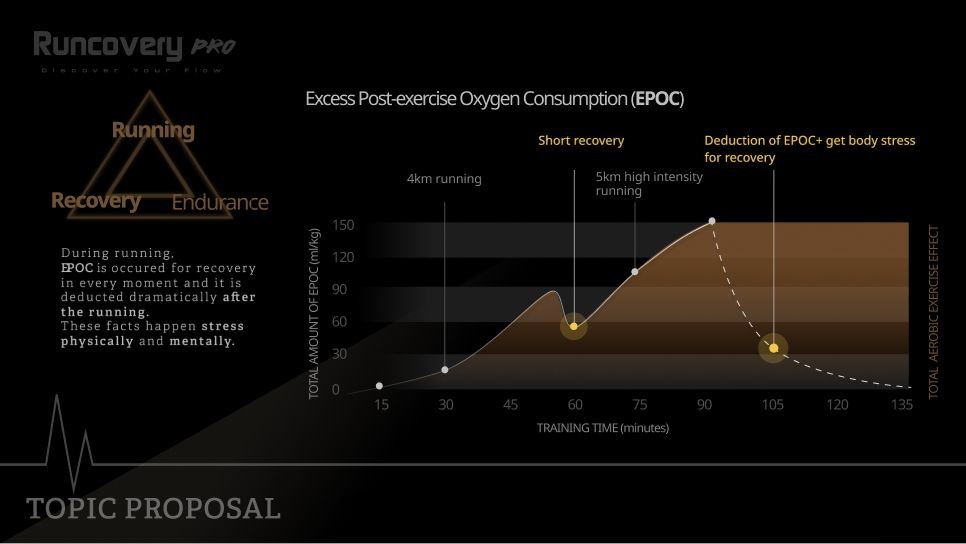 Runcovery PRO
Discover Your Flow
Running
Recovery Endurance
During running,
EPOC is occured for recovery
in every moment and it is
deducted dramatically after
the running.
These facts happen stress
physically and mentally.
Excess Post-exercise Oxygen Consumption (EPOC)
Short recovery
Deduction of EPOC+ get body stress
for recovery
4km running
5km high intensity
running
TOTAL AMOUNT OF EPOC (ml/kg)
150
120
90
60
30
0
15 30 45 60 75 90 105 120 135
TRAINING TIME (minutes)
TOTAL AEROBIC EXERCISE EFFECT
TOPIC PROPOSAL